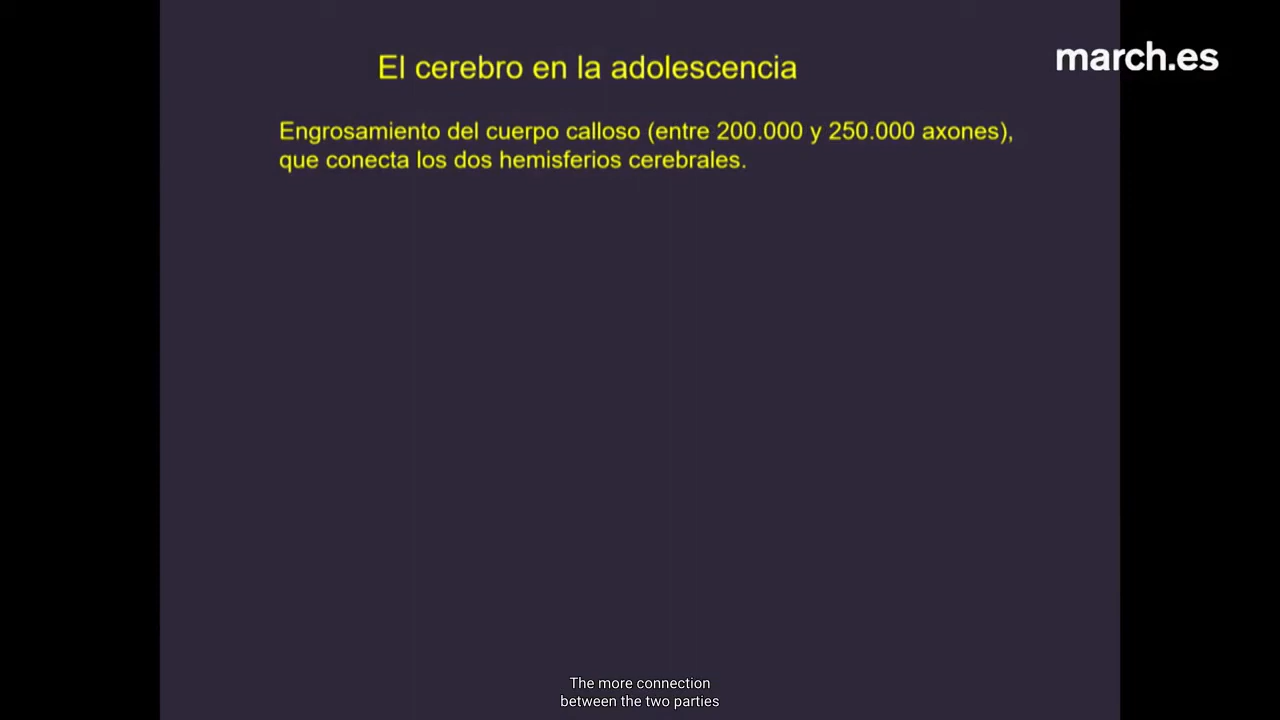 El cerebro en la adolescencia
march.es
Engrosamiento del cuerpo calloso (entre 200.000 y 250.000 axones),
que conecta los dos hemisferios cerebrales.
The more connection
between the two parties